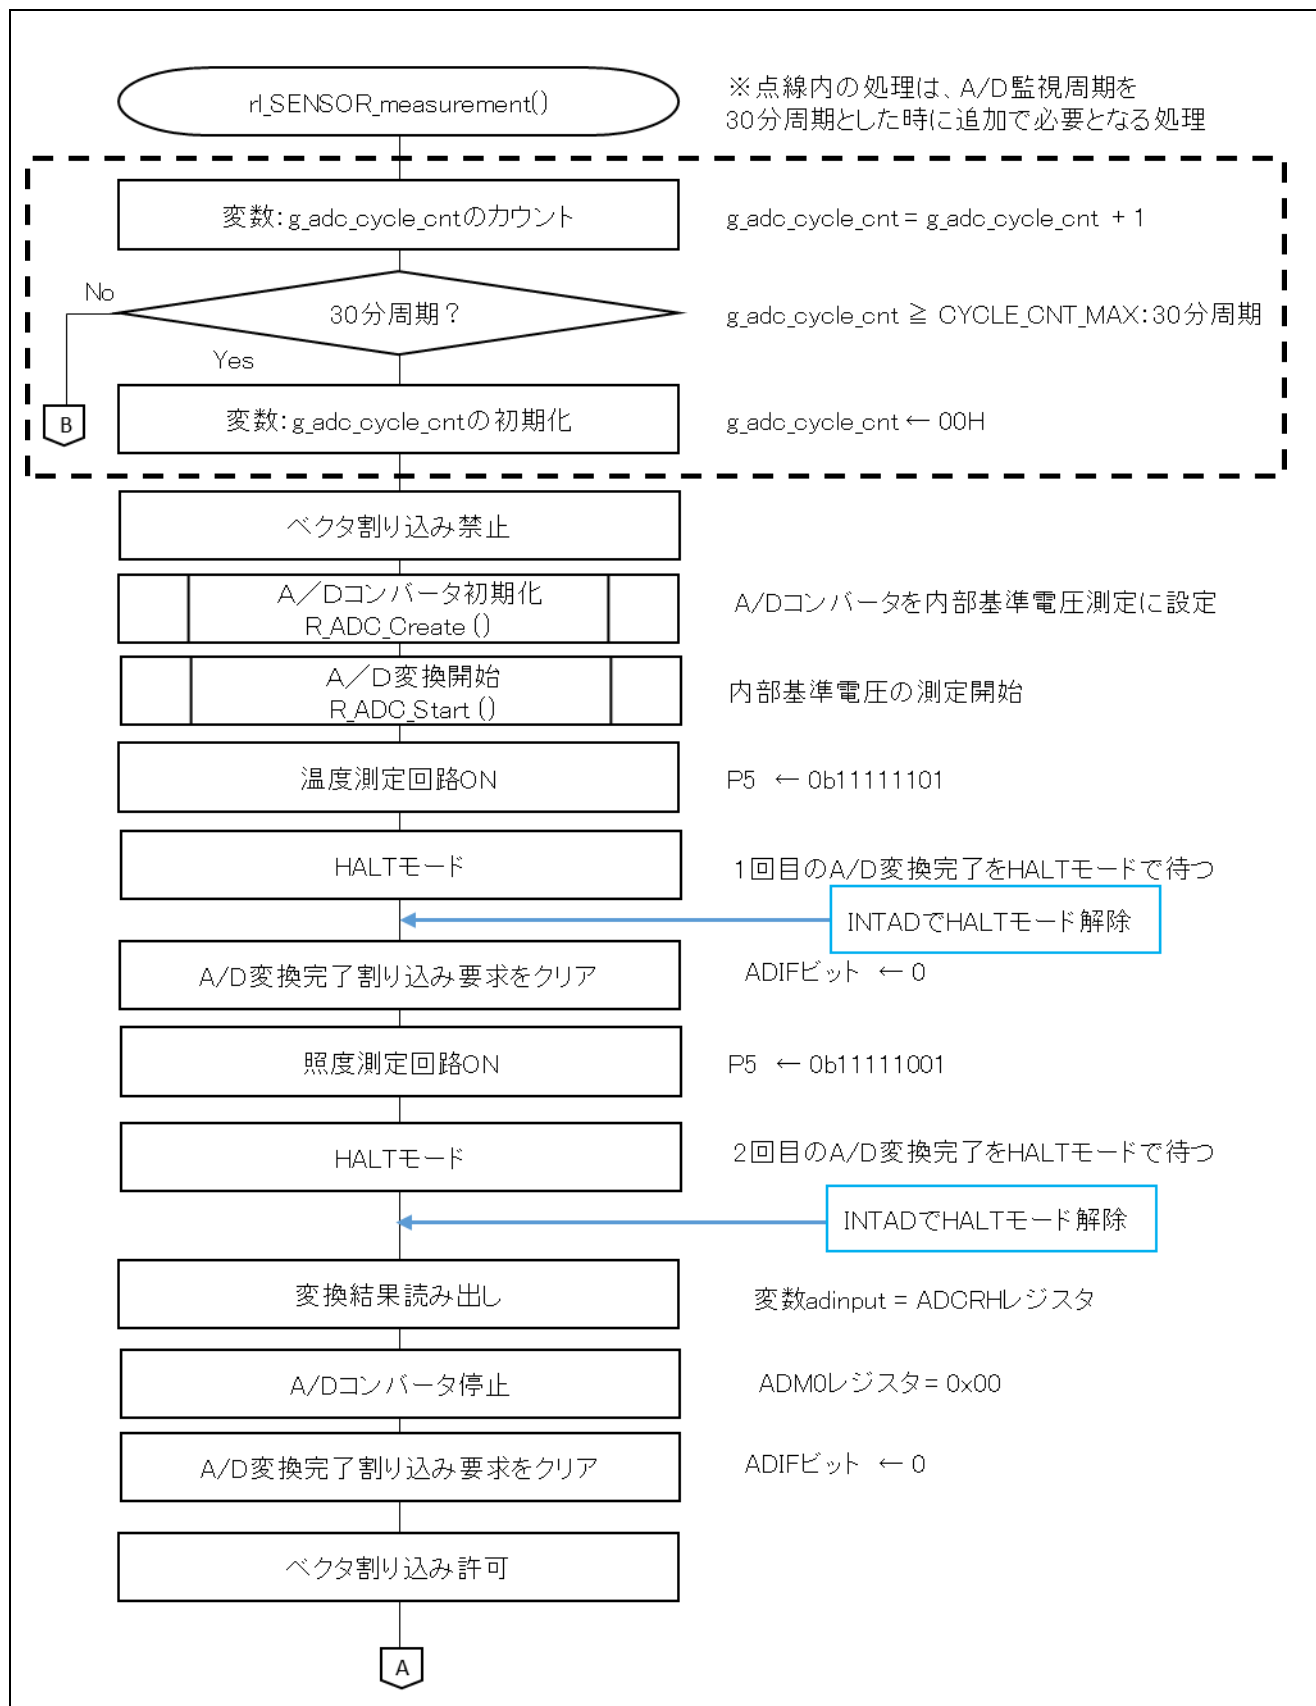 rl_SENSOR_measurement()
※点線内の処理は、A/D監視周期を
30分周期とした時に追加で必要となる処理
変数:g_adc_cycle_cntのカウント
g_adc_cycle_cnt = g_adc_cycle_cnt + 1
No
30分周期？
g_adc_cycle_cnt ≧ CYCLE_CNT_MAX:30分周期
Yes
B
変数:g_adc_cycle_cntの初期化
g_adc_cycle_cnt ← 00H
ベクタ割り込み禁止
A／Dコンバータ初期化
R_ADC_Create ()
A/Dコンバータを内部基準電圧測定に設定
A／D変換開始
R_ADC_Start ()
内部基準電圧の測定開始
温度測定回路ON
P5 ← 0b11111101
HALTモード
1回目のA/D変換完了をHALTモードで待つ
INTADでHALTモード解除
A/D変換完了割り込み要求をクリア
ADIFビット ← 0
照度測定回路ON
P5 ← 0b11111001
HALTモード
2回目のA/D変換完了をHALTモードで待つ
INTADでHALTモード解除
変換結果読み出し
変数adinput = ADCRHレジスタ
A/Dコンバータ停止
ADM0レジスタ= 0x00
A/D変換完了割り込み要求をクリア
ADIFビット ← 0
ベクタ割り込み許可
A